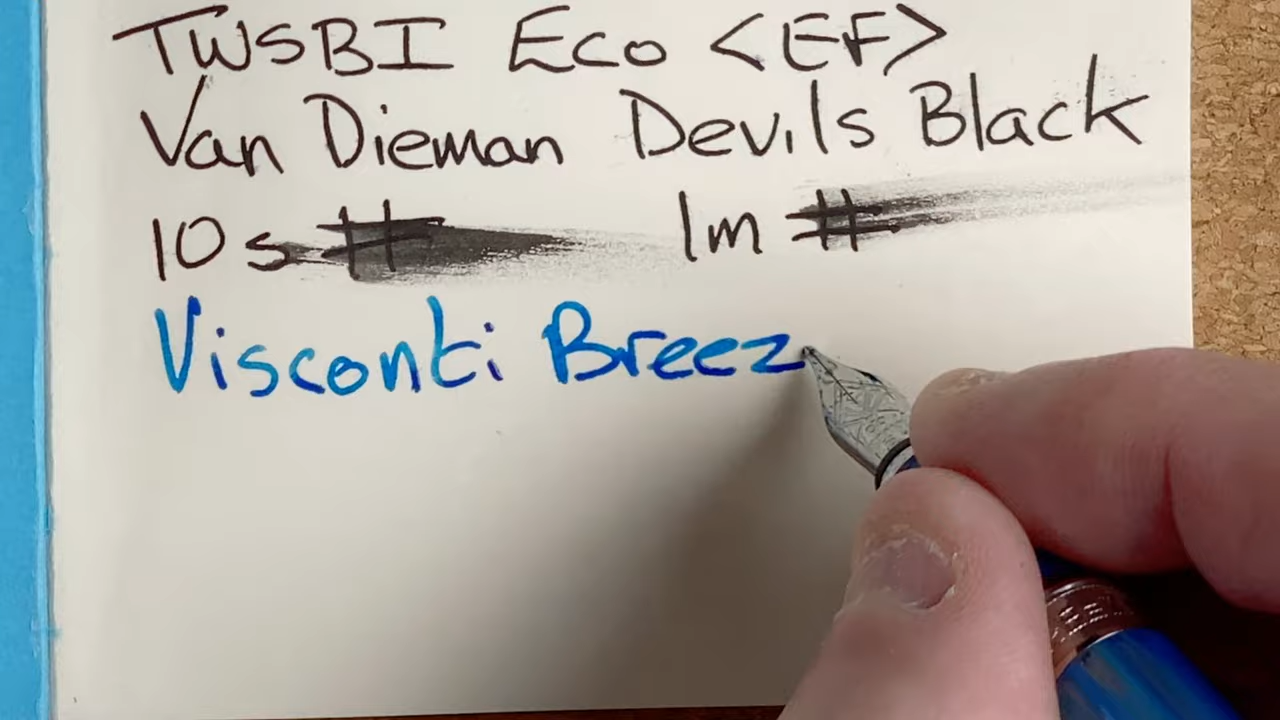 TWSBI Eco <EF>
Van Dieman Devils Black
10s # 1m #
Visconti Breez